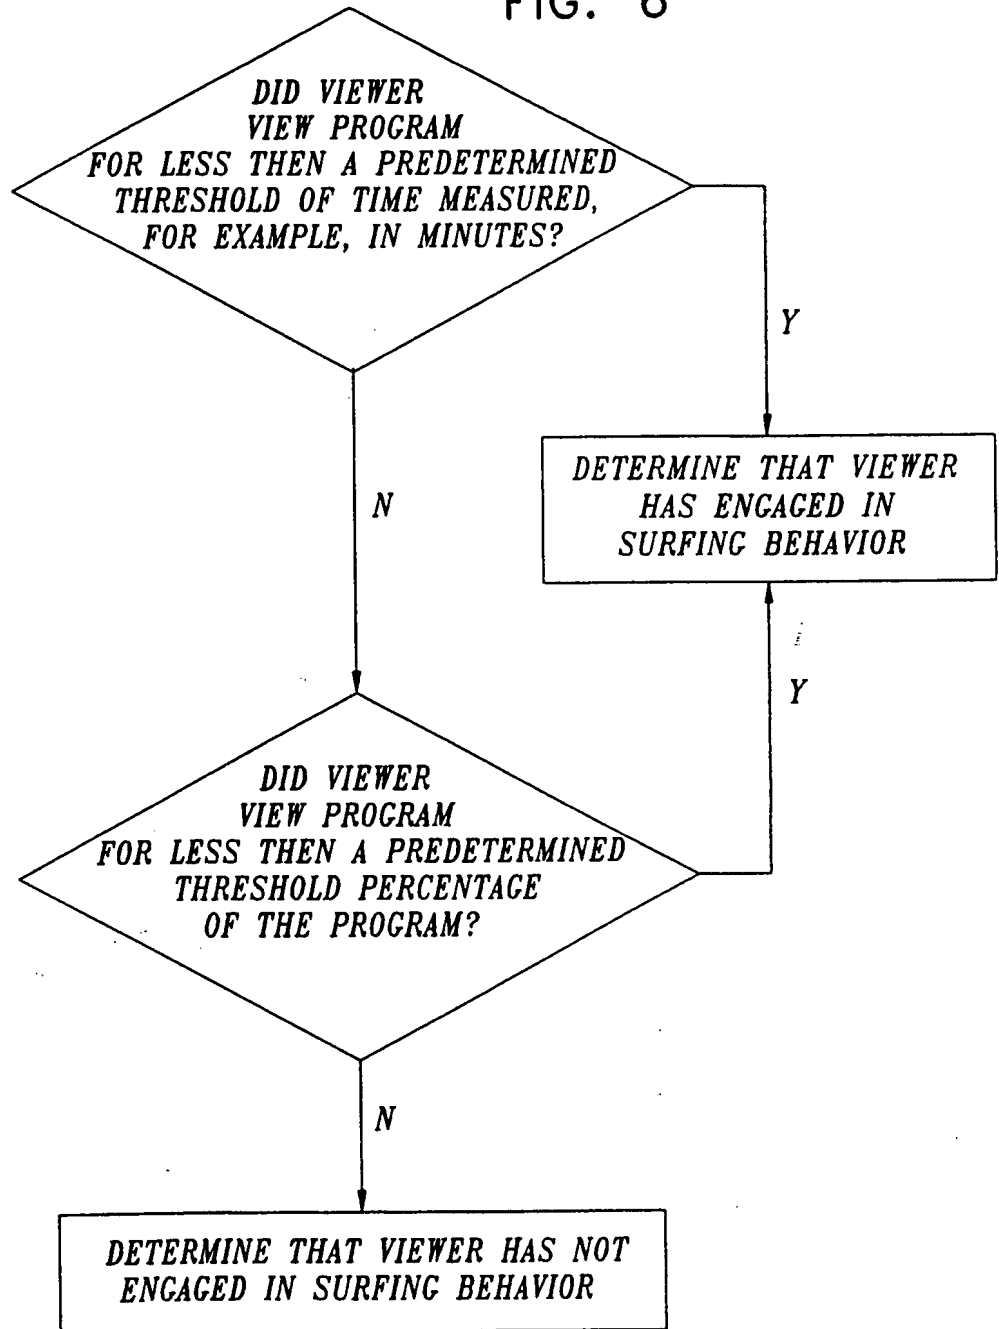 FIG. 6
DID VIEWER
VIEW PROGRAM
FOR LESS THEN A PREDETERMINED
THRESHOLD OF TIME MEASURED,
FOR EXAMPLE, IN MINUTES?
Y
DETERMINE THAT VIEWER
HAS ENGAGED IN
SURFING BEHAVIOR
N
Y
DID VIEWER
VIEW PROGRAM
FOR LESS THEN A PREDETERMINED
THRESHOLD PERCENTAGE
OF THE PROGRAM?
N
DETERMINE THAT VIEWER HAS NOT
ENGAGED IN SURFING BEHAVIOR